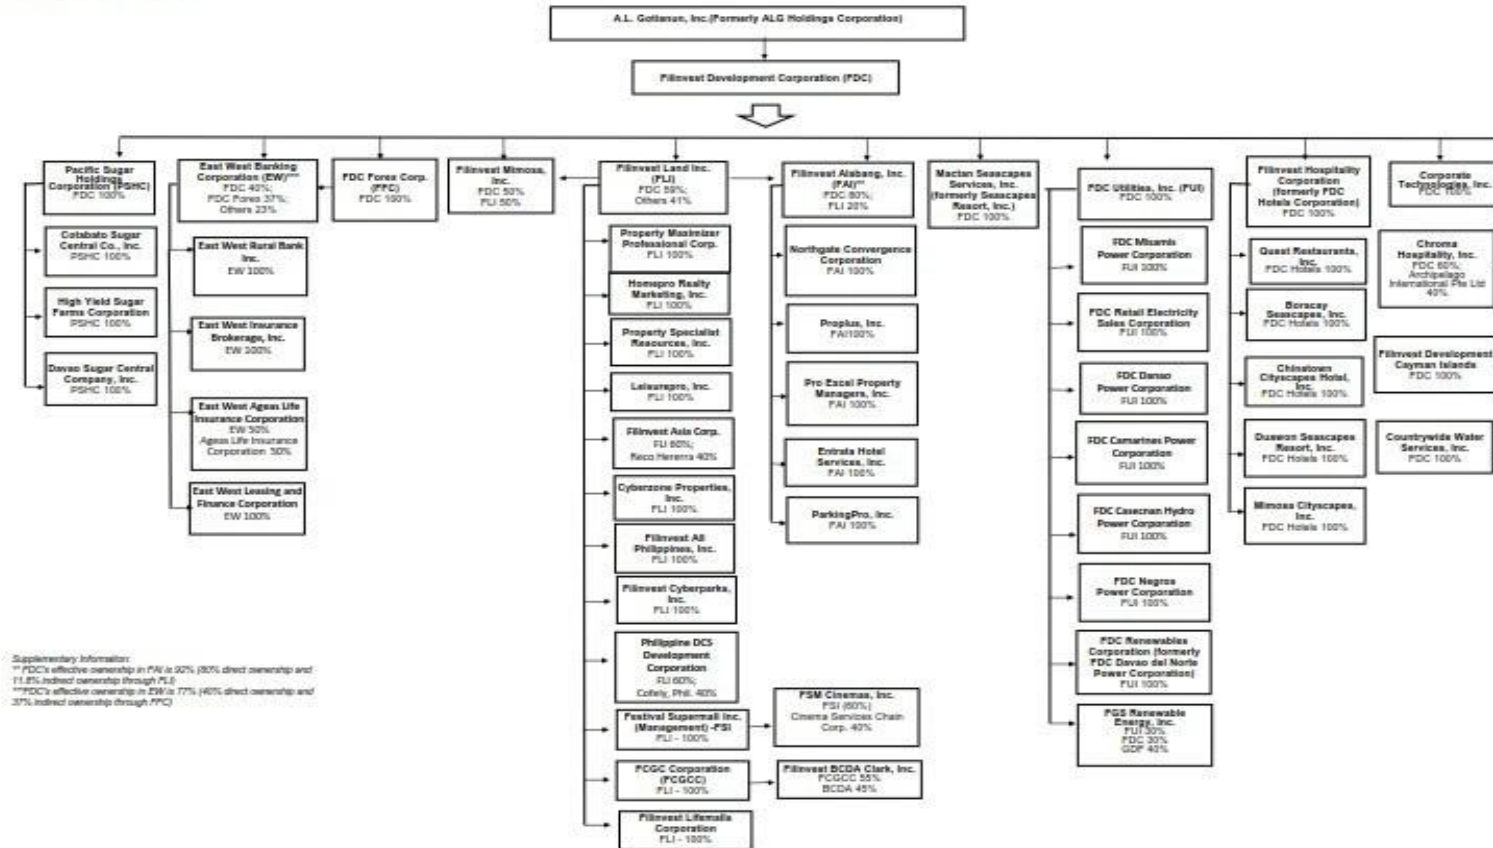 A.L. Gotianun, Inc.(Formerly ALG Holdings Corporation)
Filinvest Development Corporation (FDC)
Pacific Sugar
Holdings
Corporation (PSHC)
FDC 100%
Cotabato Sugar
Central Co., Inc.
PSHC 100%
High Yield Sugar
Farms Corporation
PSHC 100%
Davao Sugar Central
Company, Inc.
PSHC 100%
East West Banking
Corporation (EW)***
FDC 40%;
FDC Forex 37%;
Others 23%
East West Rural Bank
Inc.
EW 100%
East West Insurance
Brokerage, Inc.
EW 100%
East West Ageas Life
Insurance Corporation
EW 50%
Ageas Life Insurance
Corporation 50%
East West Leasing and
Finance Corporation
EW 100%
FDC Forex Corp.
(FFC)
FDC 100%
Filinvest Mimosa,
Inc.
FDC 50%
FLI 50%
Filinvest Land Inc.
(FLI)
FDC 59%;
Others 41%
Property Maximizer
Professional Corp.
FLI 100%
Homepro Realty
Marketing, Inc.
FLI 100%
Property Specialist
Resources, Inc.
FLI 100%
Leisurepro, Inc.
FLI 100%
Filinvest Asia Corp.
FLI 60%;
Reco Hererra 40%
Cyberzone Properties,
Inc.
FLI 100%
Filinvest All
Philippines, Inc.
FLI 100%
Filinvest Cyberparks,
Inc.
FLI 100%
Philippine DCS
Development
Corporation
FLI 60%;
Cofely, Phil. 40%
Festival Supermall Inc.
(Management) -FSI
FLI - 100%
FSM Cinemas, Inc.
FSI (60%)
Cinema Services Chain
Corp. 40%
FCGC Corporation
(FCGCC)
FLI - 100%
Filinvest BCDA Clark, Inc.
FCGCC 55%
BCDA 45%
Filinvest Lifemalls
Corporation
FLI - 100%
Filinvest Alabang, Inc.
(FAI)**
FDC 80%;
FLI 20%
Northgate Convergence
Corporation
FAI 100%
Proplus, Inc.
FAI100%
Pro Excel Property
Managers, Inc.
FAI 100%
Entrata Hotel
Services, Inc.
FAI 100%
ParkingPro, Inc.
FAI 100%
Mactan Seascapes
Services, Inc.
(formerly Seascapes
Resort, Inc.)
FDC 100%
FDC Utilities, Inc. (FUI)
FDC 100%
FDC Misamis
Power Corporation
FUI 100%
FDC Retail Electricity
Sales Corporation
FUI 100%
FDC Danao
Power Corporation
FUI 100%
FDC Camarines Power
Corporation
FUI 100%
FDC Casecnan Hydro
Power Corporation
FUI 100%
FDC Negros
Power Corporation
FUI 100%
FDC Renewables
Corporation (formerly
FDC Davao del Norte
Power Corporation)
FUI 100%
FGS Renewable
Energy, Inc.
FUI 30%
FDC 30%
GDF 40%
Filinvest Hospitality
Corporation
(formerly FDC
Hotels Corporation)
FDC 100%
Quest Restaurants,
Inc.
FDC Hotels 100%
Boracay
Seascapes, Inc.
FDC Hotels 100%
Chinatown
Cityscapes Hotel,
Inc.
FDC Hotels 100%
Duawon Seascapes
Resort, Inc.
FDC Hotels 100%
Mimosa Cityscapes,
Inc.
FDC Hotels 100%
Corporate
Technologies, Inc.
FDC 100%
Chroma
Hospitality, Inc.
FDC 60%;
Archipelago
International Pte Ltd
40%
Filinvest Development
Cayman Islands
FDC 100%
Countrywide Water
Services, Inc.
FDC 100%
Supplementary Information:
** FDC's effective ownership in FAI is 92% (80% direct ownership and
11.8% indirect ownership through FLI)
***FDC's effective ownership in EW is 77% (40% direct ownership and
37% indirect ownership through FFC)